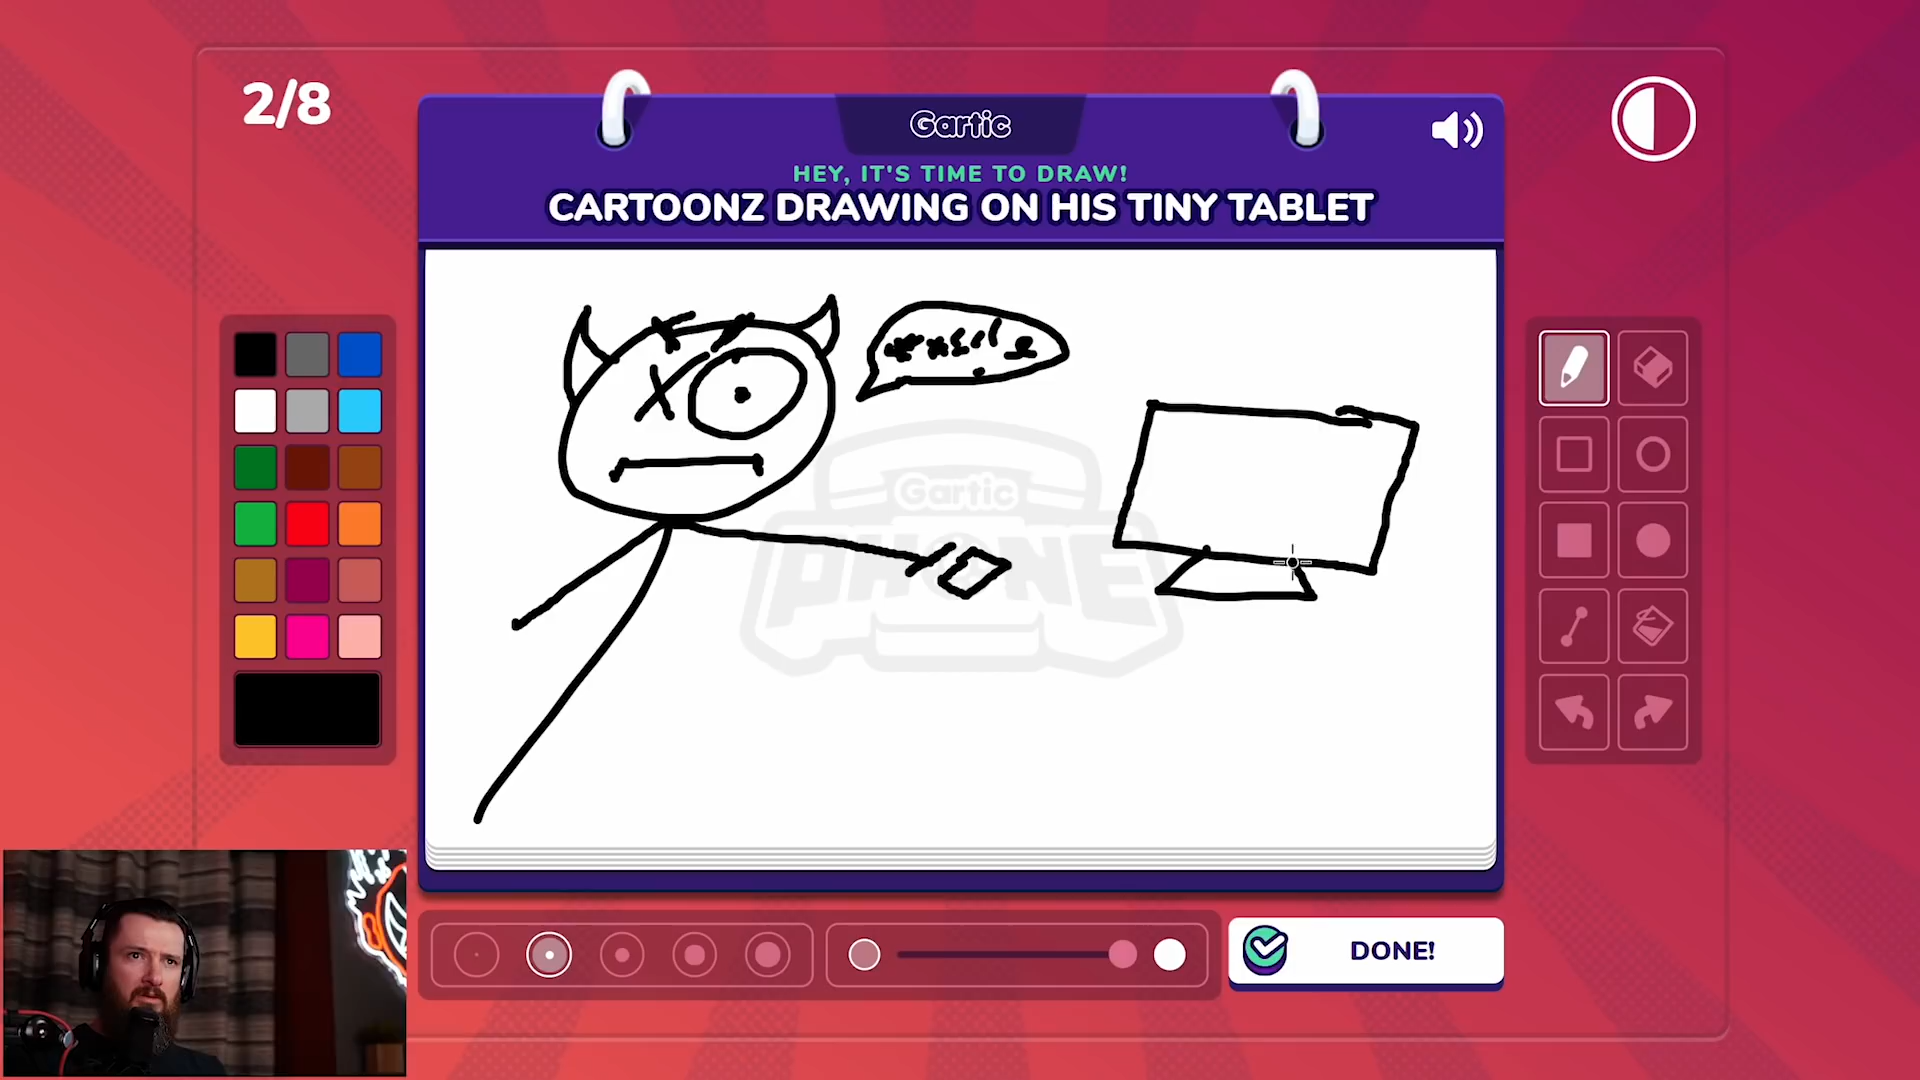 2/8
Gartic
HEY, IT'S TIME TO DRAW!
CARTOONZ DRAWING ON HIS TINY TABLET
Gartic
PHONE
DONE!